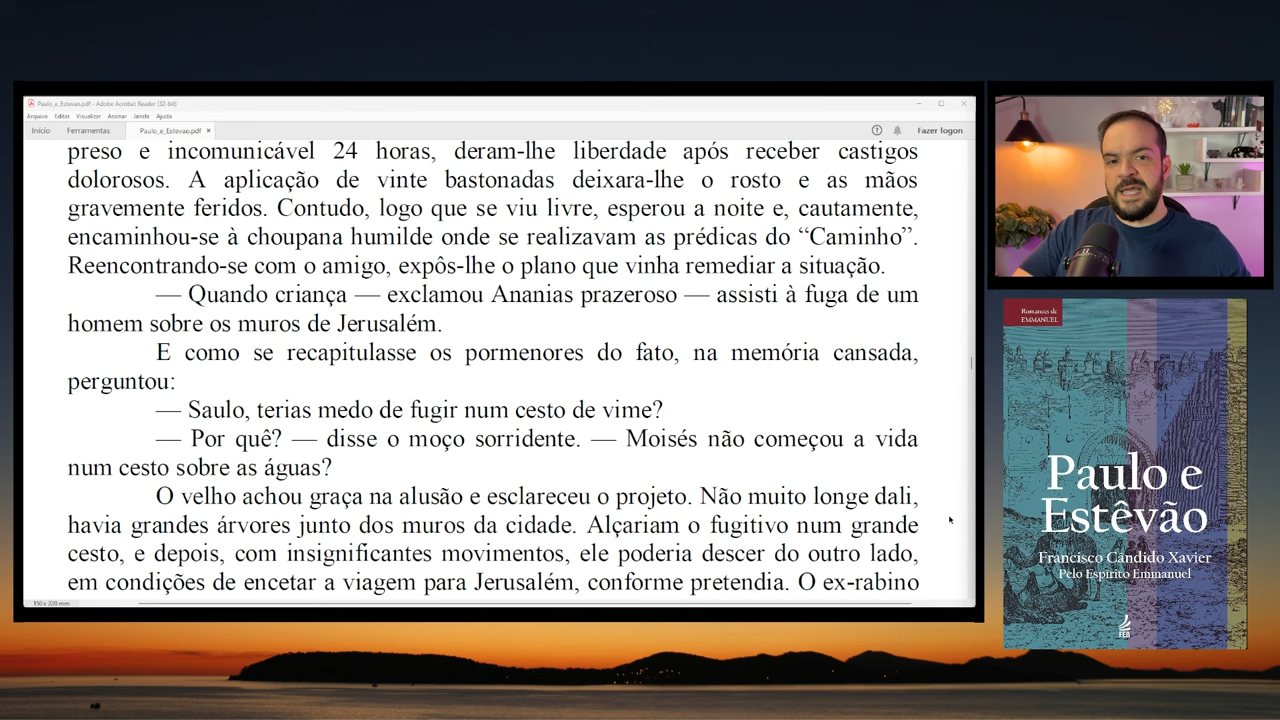 Paulo_e_Estevao.pdf - Adobe Acrobat Reader (32-bit)
Arquivo Editar Visualizar Assinar Janela Ajuda
Início Ferramentas Paulo_e_Estevao.pdf × Fazer logon
preso e incomunicável 24 horas, deram-lhe liberdade após receber castigos
dolorosos. A aplicação de vinte bastonadas deixara-lhe o rosto e as mãos
gravemente feridos. Contudo, logo que se viu livre, esperou a noite e, cautamente,
encaminhou-se à choupana humilde onde se realizavam as prédicas do “Caminho”.
Reencontrando-se com o amigo, expôs-lhe o plano que vinha remediar a situação.
— Quando criança — exclamou Ananias prazeroso — assisti à fuga de um
homem sobre os muros de Jerusalém.
E como se recapitulasse os pormenores do fato, na memória cansada,
perguntou:
— Saulo, terias medo de fugir num cesto de vime?
— Por quê? — disse o moço sorridente. — Moisés não começou a vida
num cesto sobre as águas?
O velho achou graça na alusão e esclareceu o projeto. Não muito longe dali,
havia grandes árvores junto dos muros da cidade. Alçariam o fugitivo num grande
cesto, e depois, com insignificantes movimentos, ele poderia descer do outro lado,
em condições de encetar a viagem para Jerusalém, conforme pretendia. O ex-rabino
150 x 220 mm
Romances de
EMMANUEL
Paulo e
Estêvão
Francisco Cândido Xavier
Pelo Espírito Emmanuel
FEB